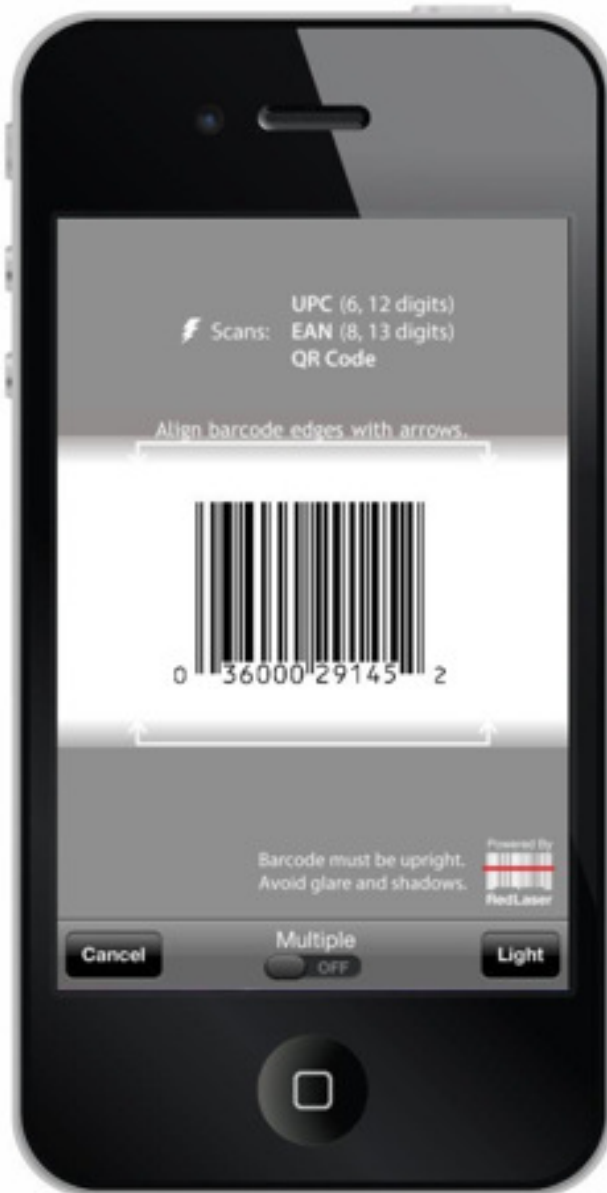 UPC (6, 12 digits)
Scans: EAN (8, 13 digits)
QR Code
Align barcode edges with arrows.
0 36000 29145 2
Powered By
Barcode must be upright.
Avoid glare and shadows.
RedLaser
Cancel
Multiple
OFF
Light